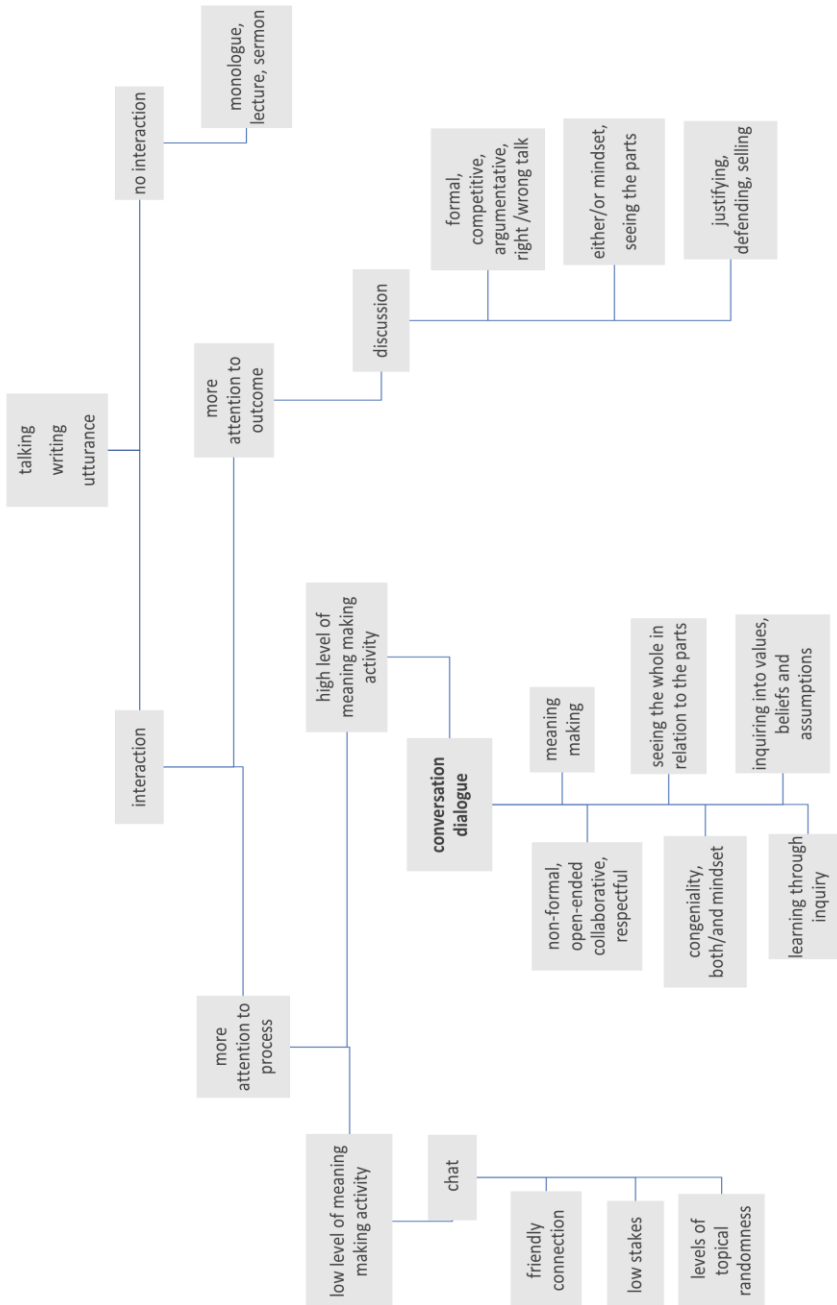 talking
writing
utturance
interaction
no interaction
monologue,
lecture, sermon
more
attention to
process
more
attention to
outcome
low level of meaning
making activity
high level of
meaning making
activity
discussion
chat
conversation
dialogue
friendly
connection
low stakes
levels of
topical
randomness
non-formal,
open-ended
collaborative,
respectful
meaning
making
congeniality,
both/and mindset
seeing the whole in
relation to the parts
learning through
inquiry
inquiring into values,
beliefs and
assumptions
formal,
competitive,
argumentative,
right /wrong talk
either/or mindset,
seeing the parts
justifying,
defending, selling